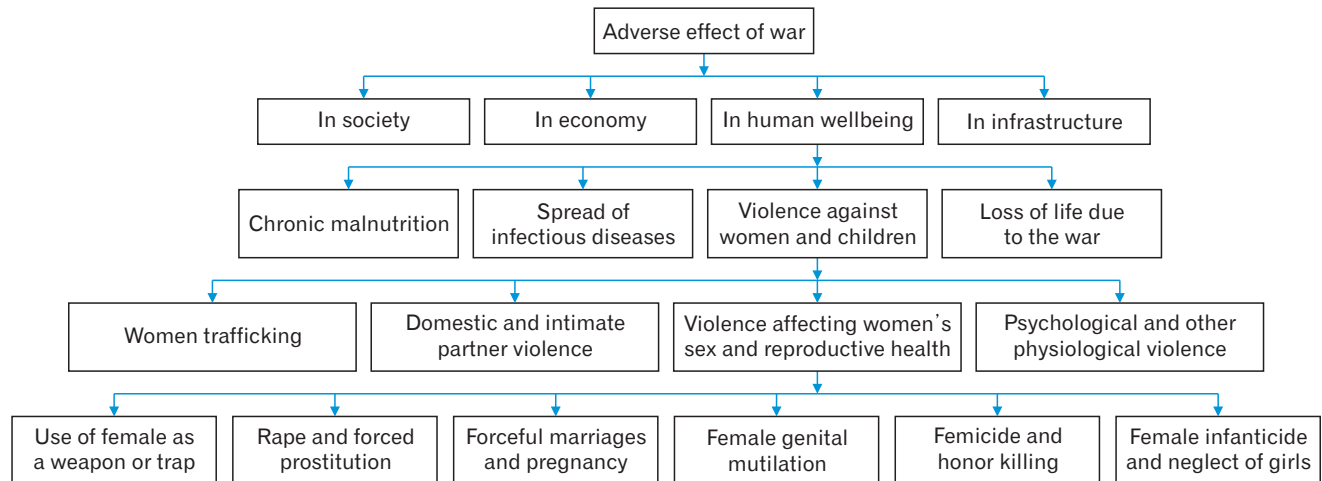 Adverse effect of war
In society
In economy
In human wellbeing
In infrastructure
Chronic malnutrition
Spread of
infectious diseases
Violence against
women and children
Loss of life due
to the war
Women trafficking
Domestic and intimate
partner violence
Violence affecting women's
sex and reproductive health
Psychological and other
physiological violence
Use of female as
a weapon or trap
Rape and forced
prostitution
Forceful marriages
and pregnancy
Female genital
mutilation
Femicide and
honor killing
Female infanticide
and neglect of girls